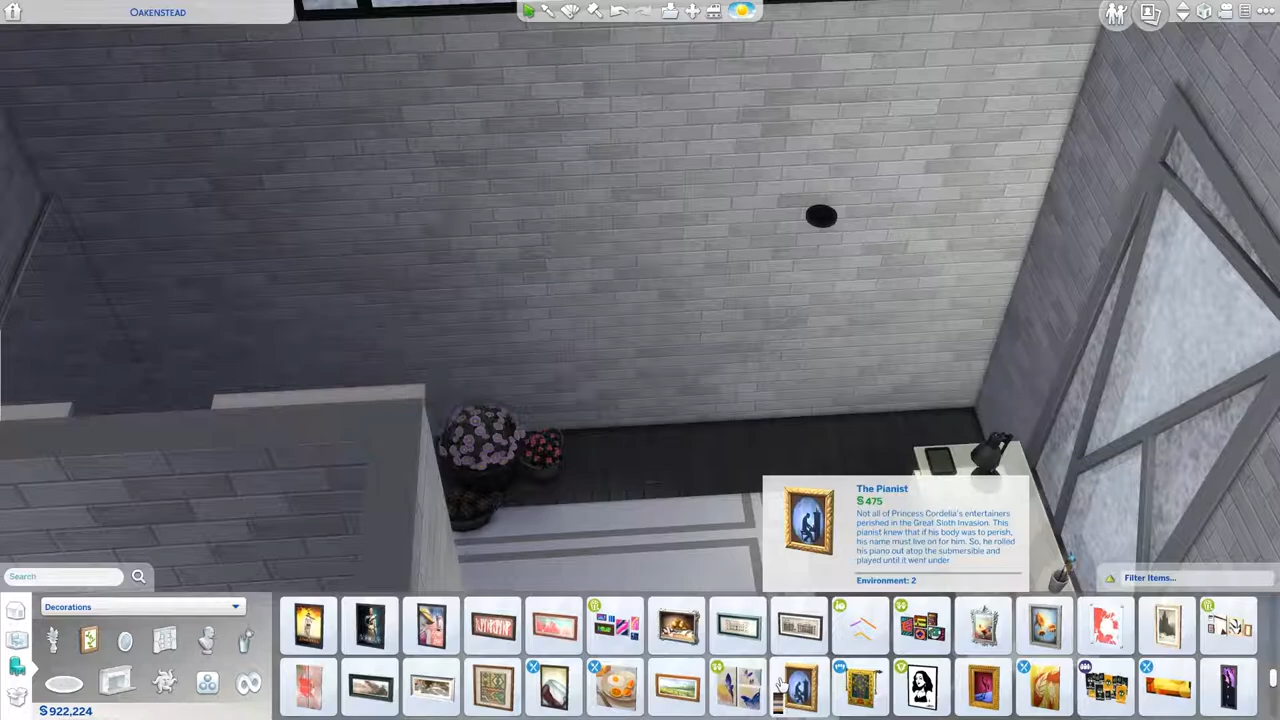 OAKENSTEAD
The Pianist
$475
Not all of Princess Cordelia's entertainers
perished in the Great Sloth Invasion. This
pianist knew that if his body was to perish,
his name must live on for him. So, he rolled
his piano out atop the submersible and
played until it went under
Environment: 2
Search
Filter Items...
Decorations
$922,224